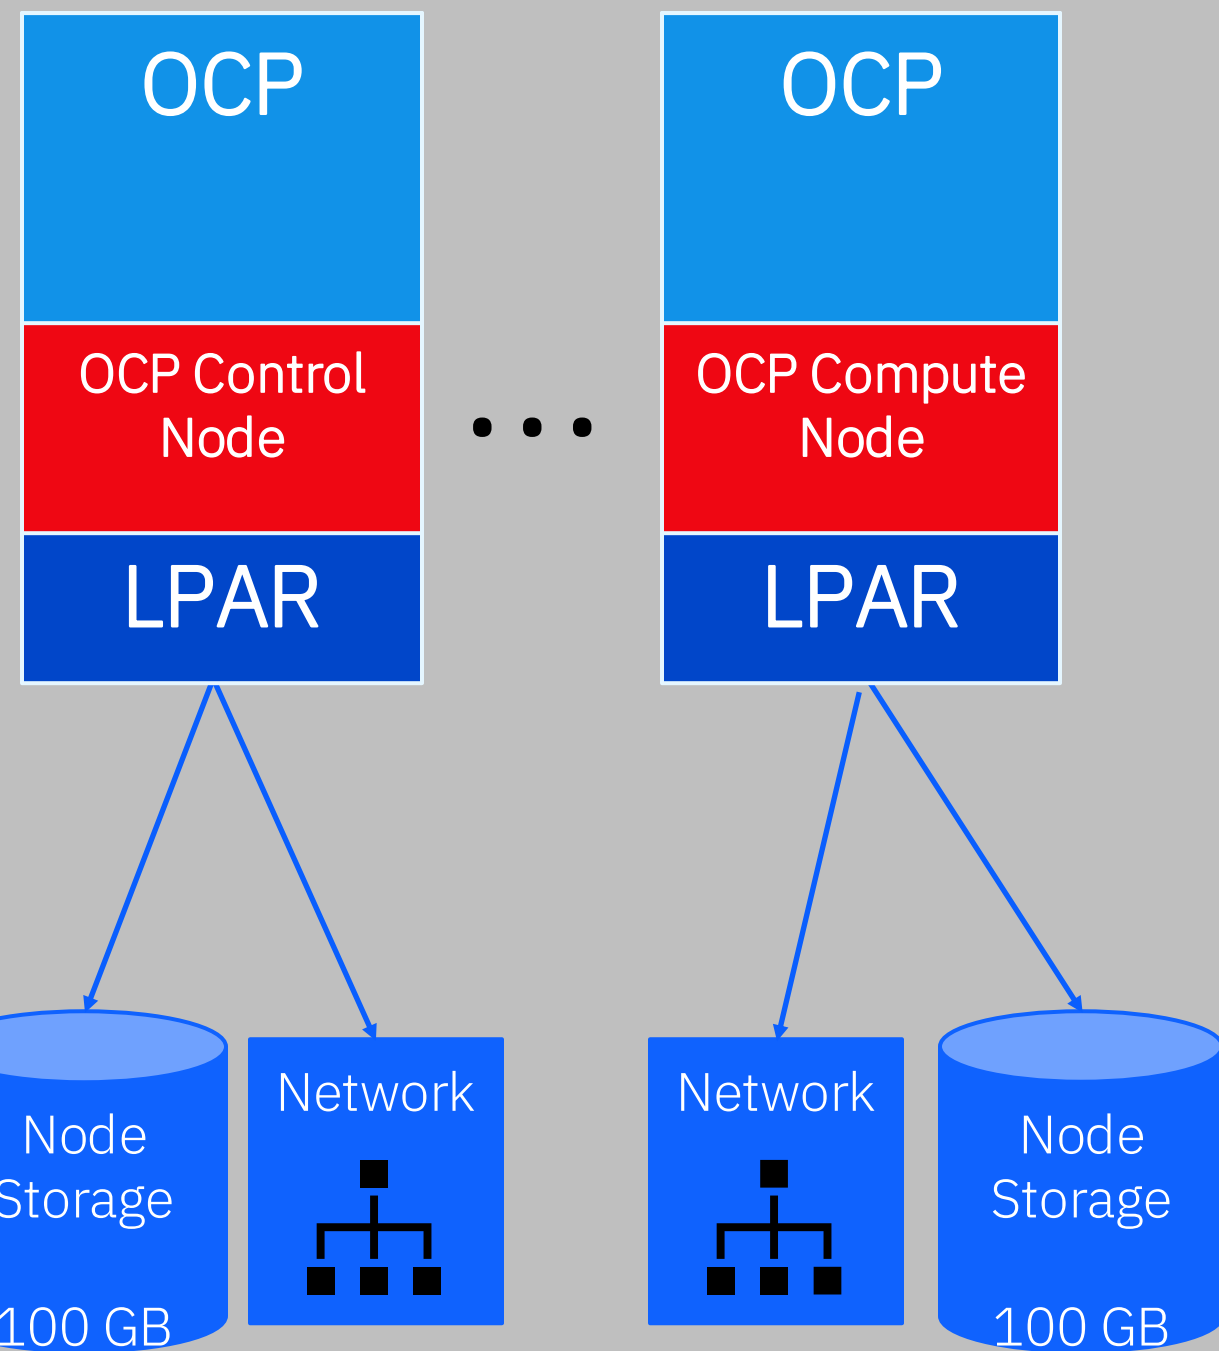 OCP
OCP Control
Node
LPAR
. . .
OCP
OCP Compute
Node
LPAR
Node
Storage
100 GB
Network
Network
Node
Storage
100 GB